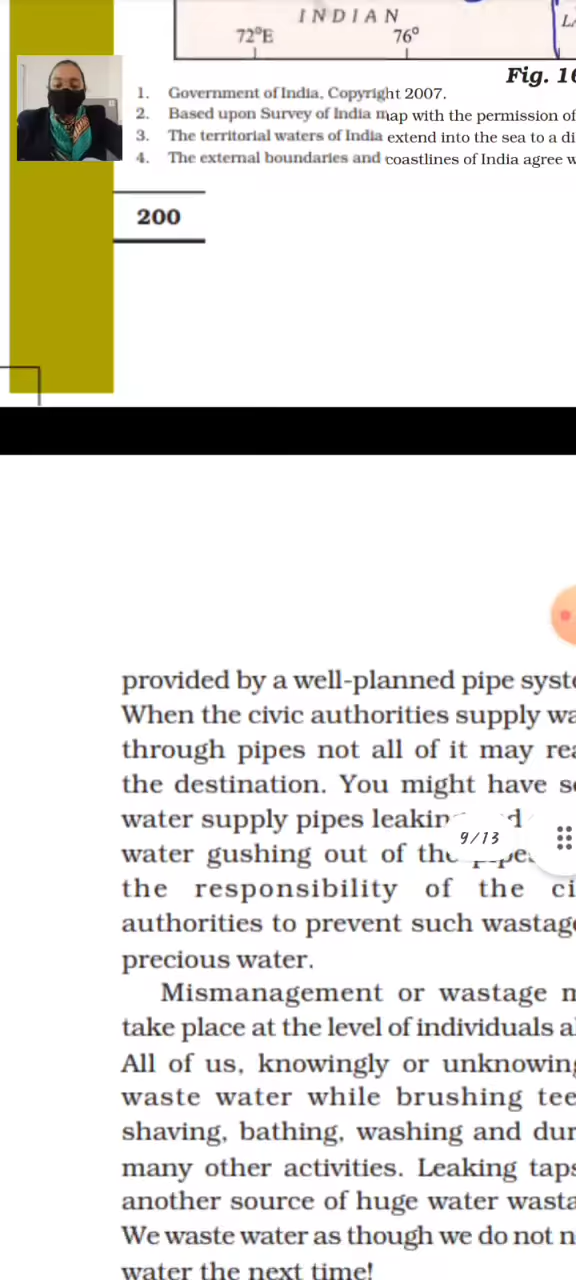 INDIAN
72°E 76°
Fig. 16
1. Government of India, Copyright 2007.
2. Based upon Survey of India map with the permission of
3. The territorial waters of India extend into the sea to a di
4. The external boundaries and coastlines of India agree w
200
provided by a well-planned pipe syste
When the civic authorities supply wa
through pipes not all of it may rea
the destination. You might have se
water supply pipes leakin
9/13
water gushing out of the pipes
the responsibility of the ci
authorities to prevent such wastage
precious water.
Mismanagement or wastage m
take place at the level of individuals al
All of us, knowingly or unknowing
waste water while brushing tee
shaving, bathing, washing and dur
many other activities. Leaking taps
another source of huge water wasta
We waste water as though we do not n
water the next time!